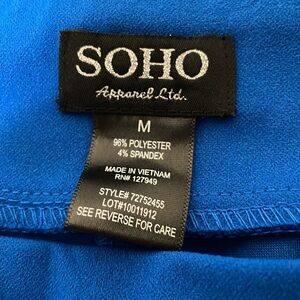 SOHO
Apparel Ltd.
M
96% POLYESTER
4% SPANDEX
MADE IN VIETNAM
RN# 127949
STYLE# 72752455
LOT#10011912
SEE REVERSE FOR CARE